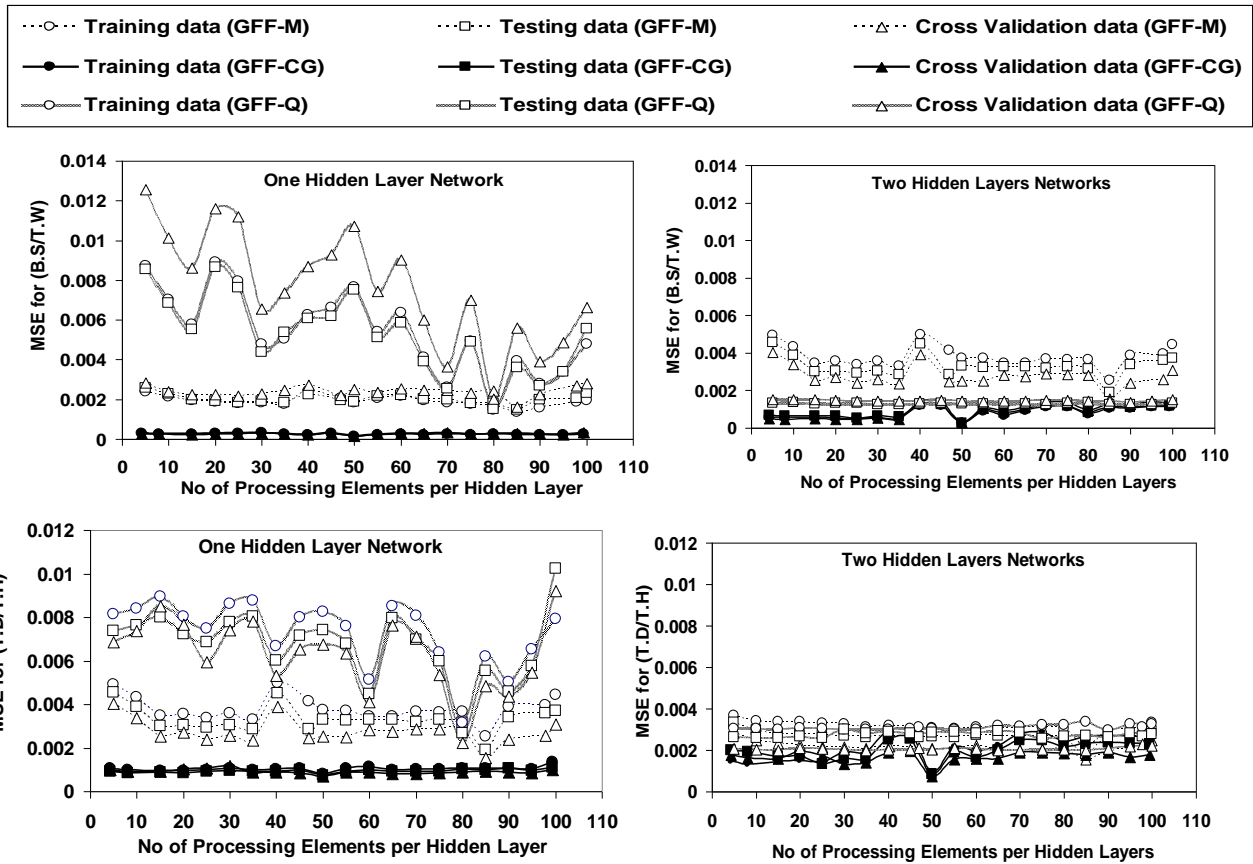 Training data (GFF-M) Testing data (GFF-M) Cross Validation data (GFF-M)
Training data (GFF-CG) Testing data (GFF-CG) Cross Validation data (GFF-CG)
Training data (GFF-Q) Testing data (GFF-Q) Cross Validation data (GFF-Q)
One Hidden Layer Network
MSE for (B.S/T.W)
0.014
0.012
0.01
0.008
0.006
0.004
0.002
0
0 10 20 30 40 50 60 70 80 90 100 110
No of Processing Elements per Hidden Layer
Two Hidden Layers Networks
MSE for (B.S/T.W)
0.014
0.012
0.01
0.008
0.006
0.004
0.002
0
0 10 20 30 40 50 60 70 80 90 100 110
No of Processing Elements per Hidden Layers
One Hidden Layer Network
0.012
0.01
0.008
0.006
0.004
0.002
0
0 10 20 30 40 50 60 70 80 90 100 110
No of Processing Elements per Hidden Layer
Two Hidden Layers Networks
MSE for (T.D/T.H)
0.012
0.01
0.008
0.006
0.004
0.002
0
0 10 20 30 40 50 60 70 80 90 100 110
No of Processing Elements per Hidden Layers